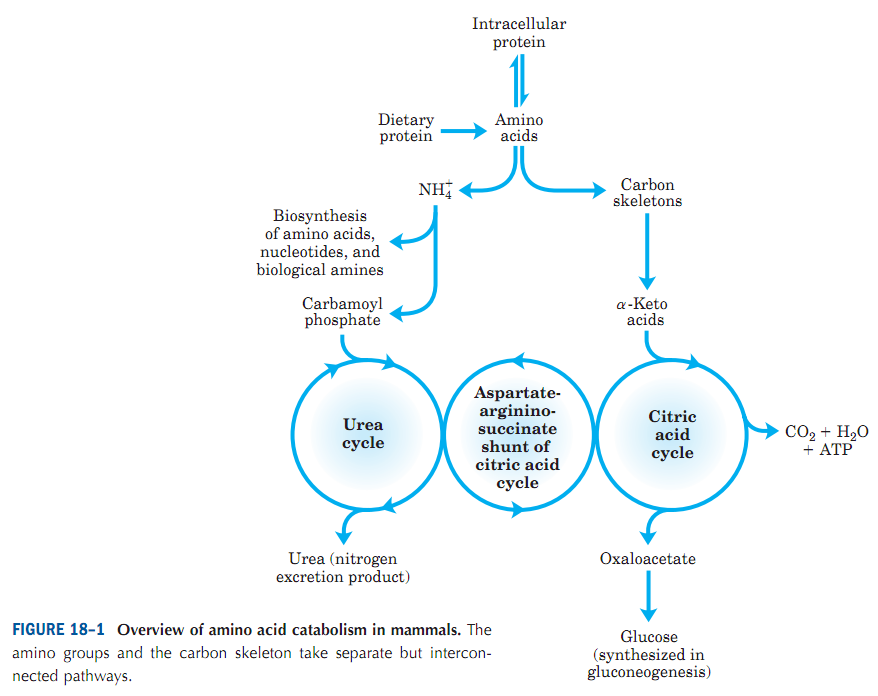 Intracellular
protein
Dietary
protein
Amino
acids
NH₄⁺
Carbon
skeletons
Biosynthesis
of amino acids,
nucleotides, and
biological amines
Carbamoyl
phosphate
α-Keto
acids
Urea
cycle
Aspartate-
arginino-
succinate
shunt of
citric acid
cycle
Citric
acid
cycle
CO₂ + H₂O
+ ATP
Urea (nitrogen
excretion product)
Oxaloacetate
Glucose
(synthesized in
gluconeogenesis)
FIGURE 18–1 Overview of amino acid catabolism in mammals. The
amino groups and the carbon skeleton take separate but intercon-
nected pathways.